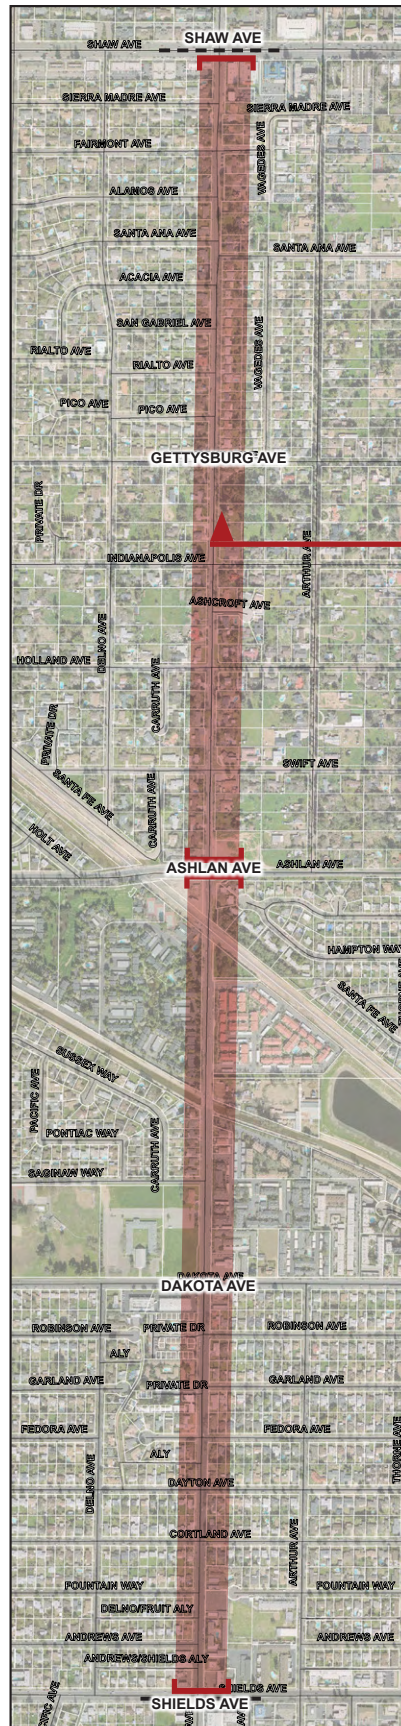 SHAW AVE
SHAW AVE
SIERRA MADRE AVE
SIERRA MADRE AVE
FAIRMONT AVE
VAGEDES AVE
ALAMOS AVE
SANTA ANA AVE
SANTA ANA AVE
ACACIA AVE
SAN GABRIEL AVE
RIALTO AVE
RIALTO AVE
VAGEDES AVE
PICO AVE
PICO AVE
GETTYSBURG AVE
PRIVATE DR
INDIANAPOLIS AVE
ARTHUR AVE
ASHCROFT AVE
DELNO AVE
HOLLAND AVE
CARRUTH AVE
PRIVATE DR
SWIFT AVE
SANTA FE AVE
CARRUTH AVE
HOLT AVE
ASHLAN AVE
ASHLAN AVE
HAMPTON WAY
SANTA FE AVE
SUSSEX WAY
PACIFIC AVE
PONTIAC WAY
CARRUTH AVE
SAGINAW WAY
DAKOTA AVE
DAKOTA AVE
ROBINSON AVE
PRIVATE DR
ROBINSON AVE
ALY
GARLAND AVE
PRIVATE DR
GARLAND AVE
FEDORA AVE
FEDORA AVE
THORNE AVE
ALY
DELNO AVE
DAYTON AVE
CORTLAND AVE
ARTHUR AVE
FOUNTAIN WAY
FOUNTAIN WAY
DELNO/FRUIT ALY
ANDREWS AVE
ANDREWS AVE
ANDREWS/SHIELDS ALY
SHIELDS AVE
SHIELDS AVE